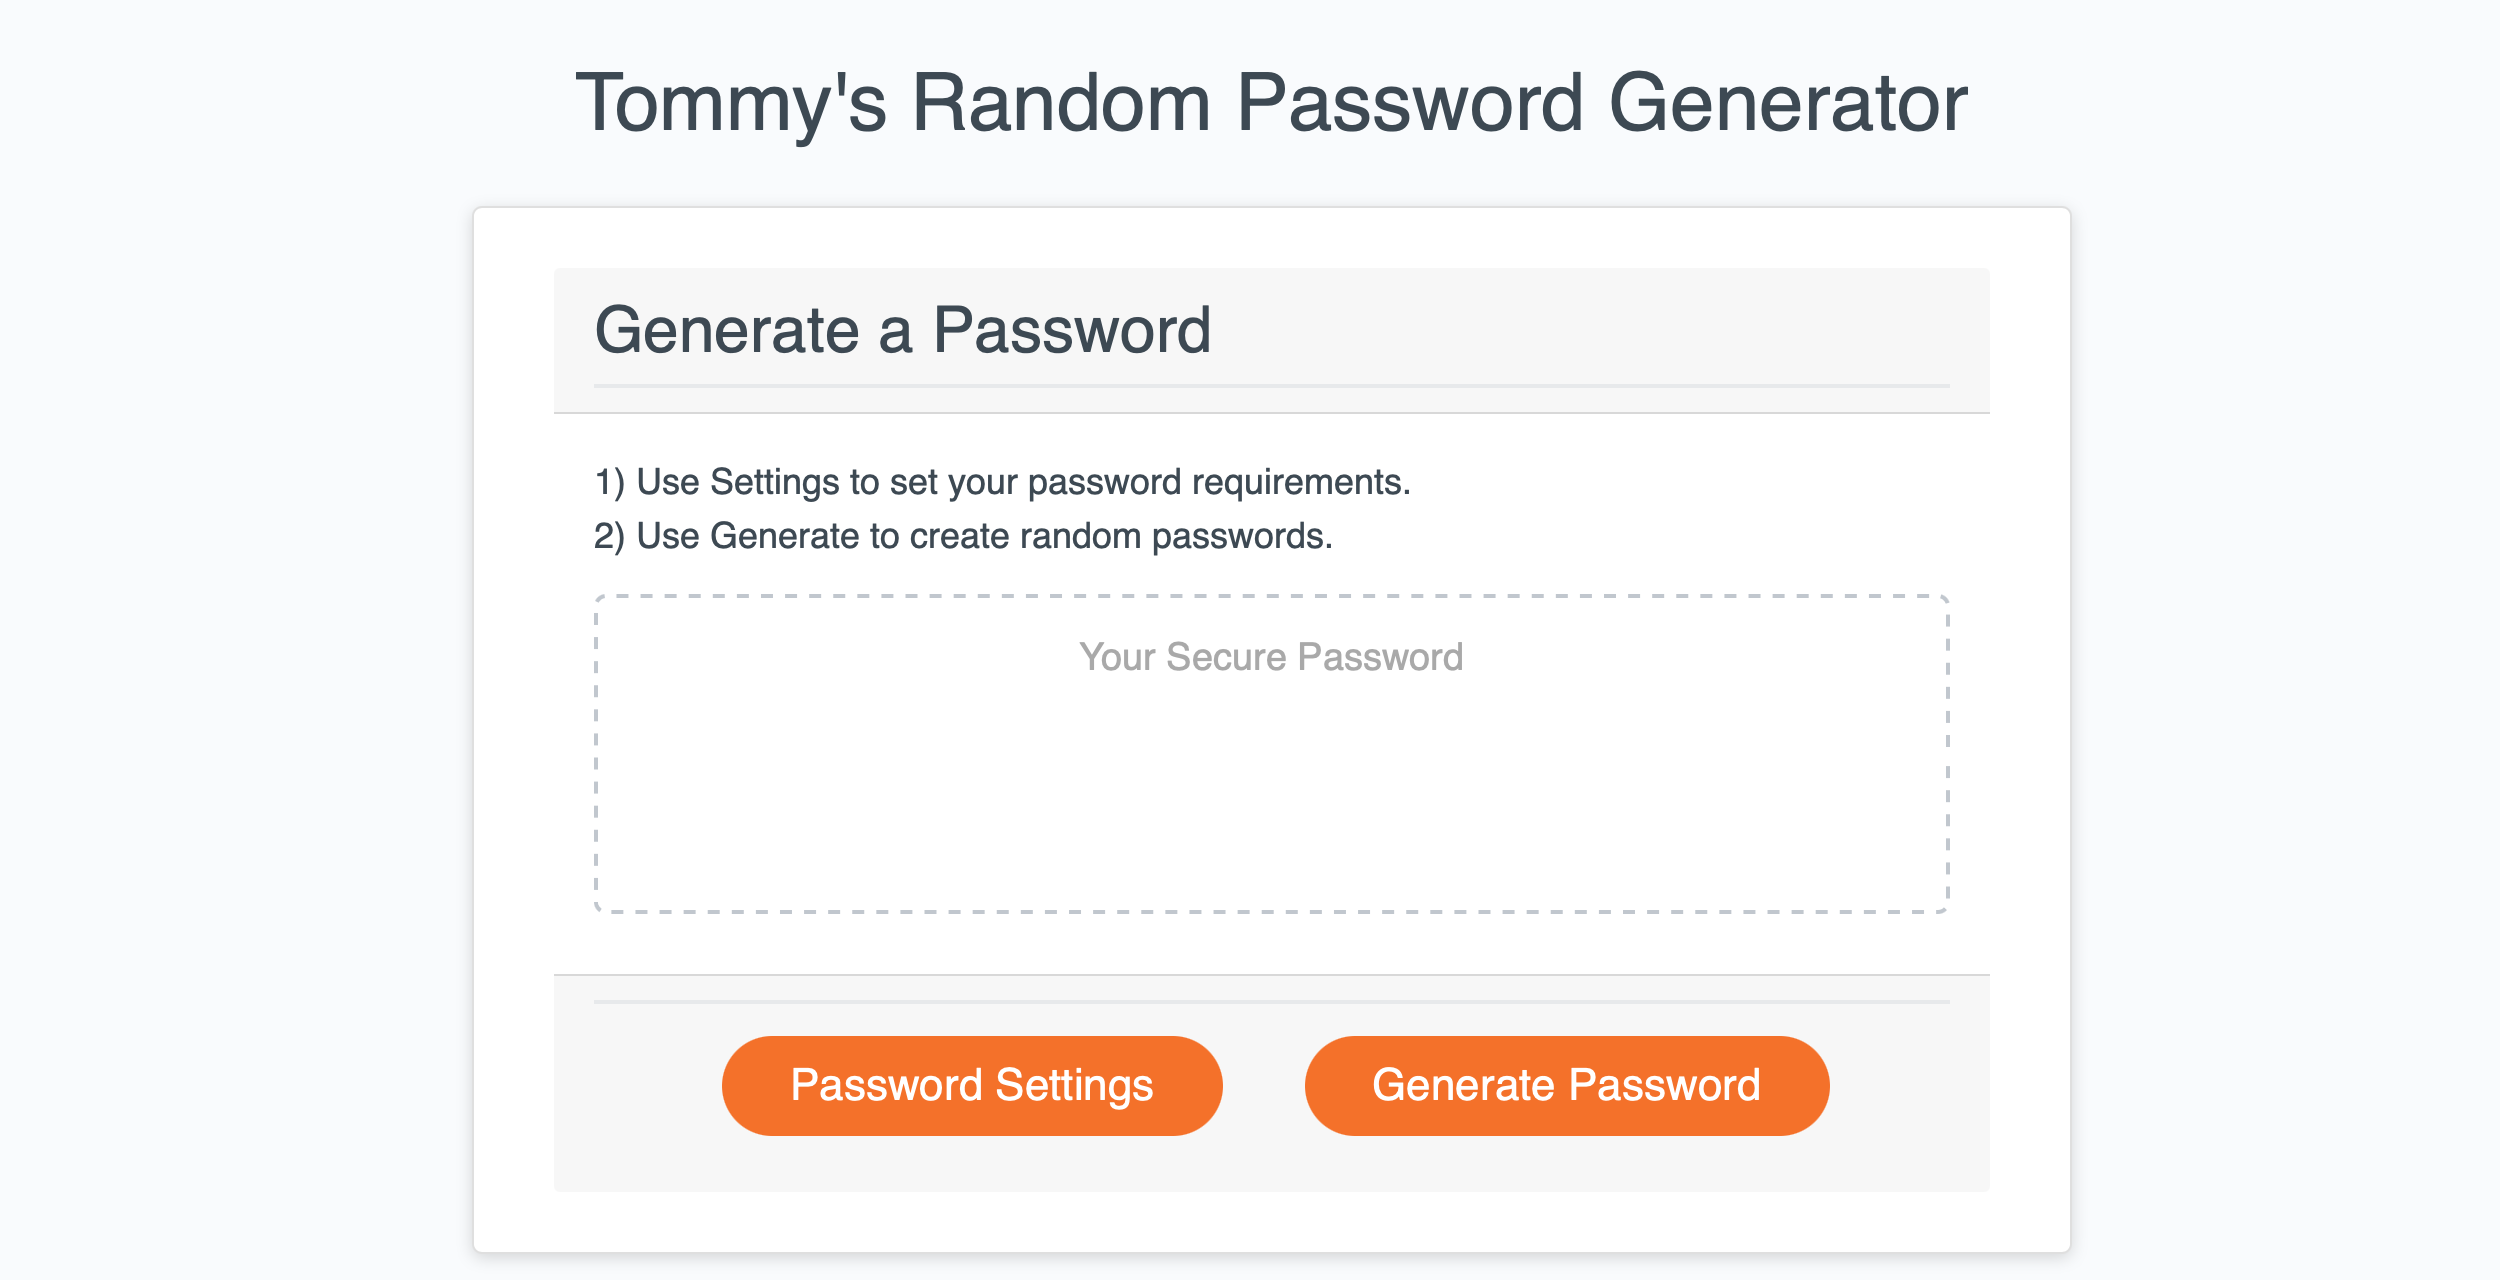 Tommy's Random Password Generator
Generate a Password
1) Use Settings to set your password requirements.
2) Use Generate to create random passwords.
Your Secure Password
Password Settings
Generate Password